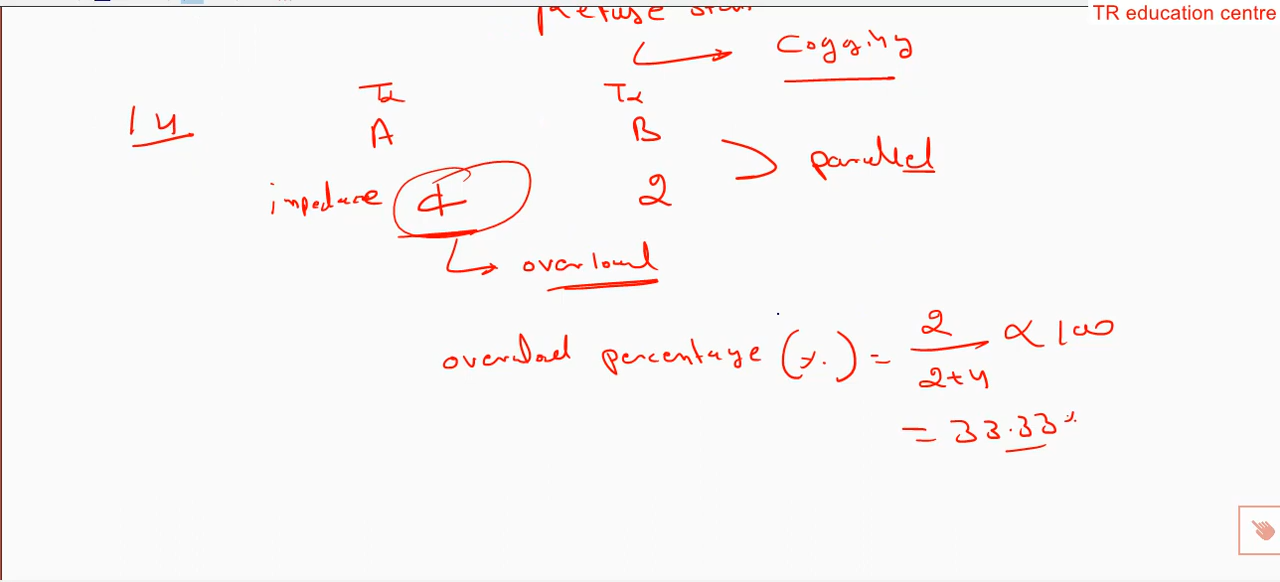 TR education centre
refuse
Cogging
14 Tx Tx
A B
parallel
impedance 2
overload
overload percentage (%) = 2 / 2+4 × 100
= 33.33%